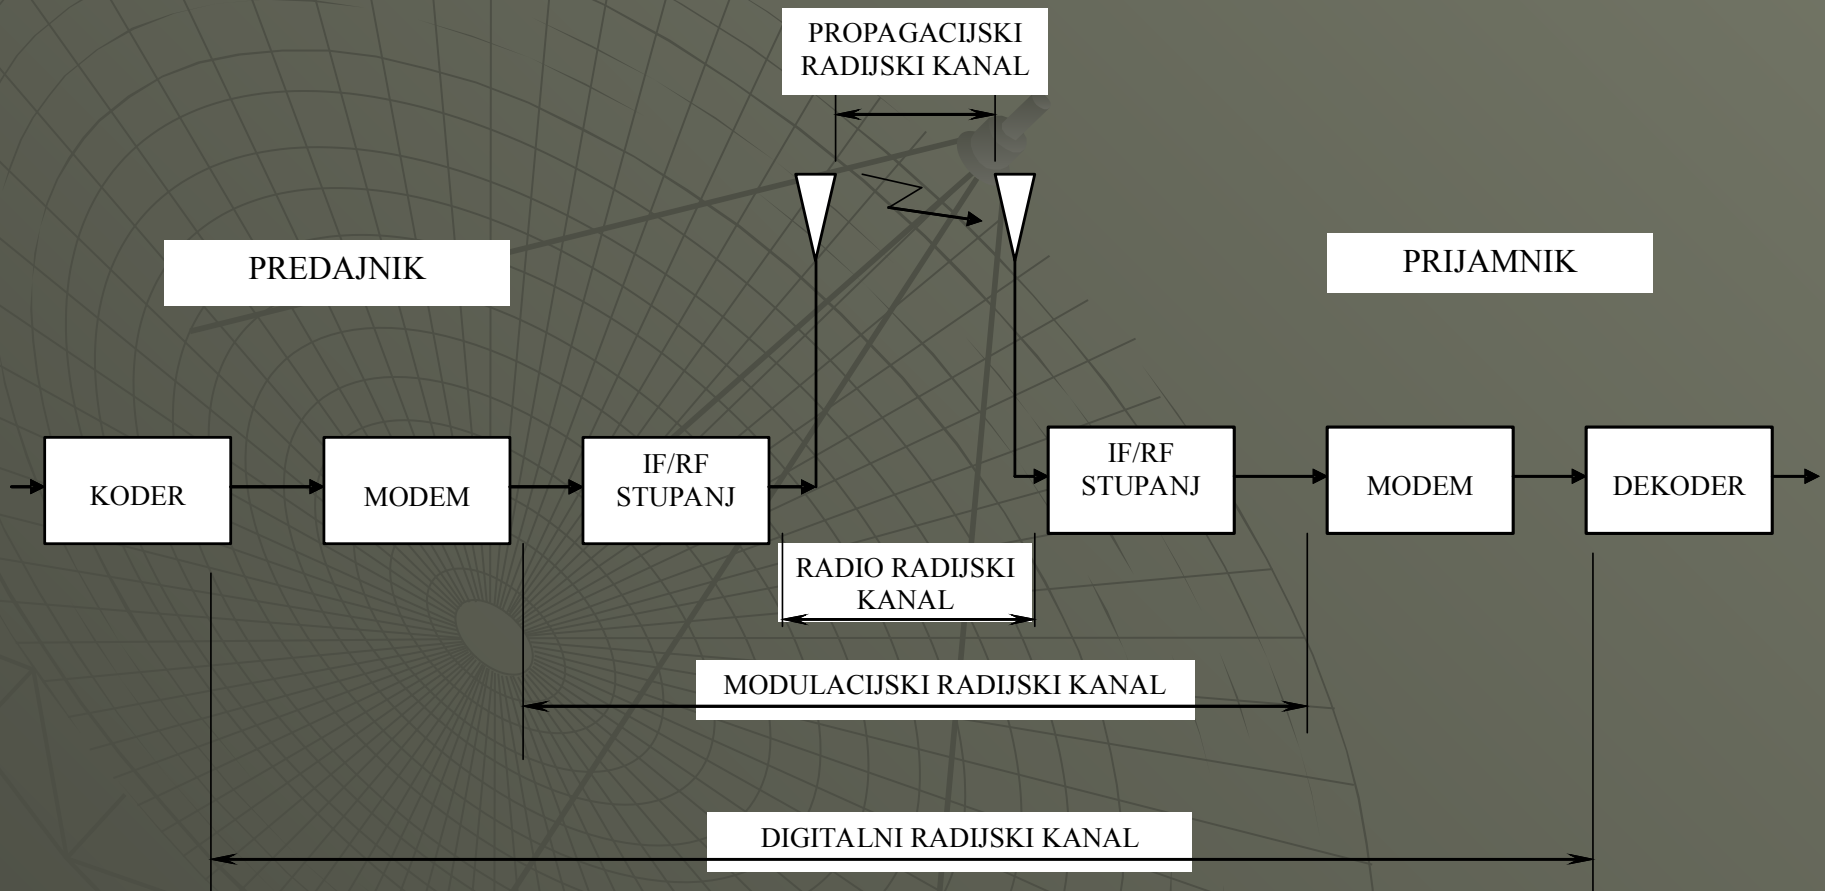 PROPAGACIJSKI
RADIJSKI KANAL
PREDAJNIK
PRIJAMNIK
KODER
MODEM
IF/RF
STUPANJ
IF/RF
STUPANJ
MODEM
DEKODER
RADIO RADIJSKI
KANAL
MODULACIJSKI RADIJSKI KANAL
DIGITALNI RADIJSKI KANAL